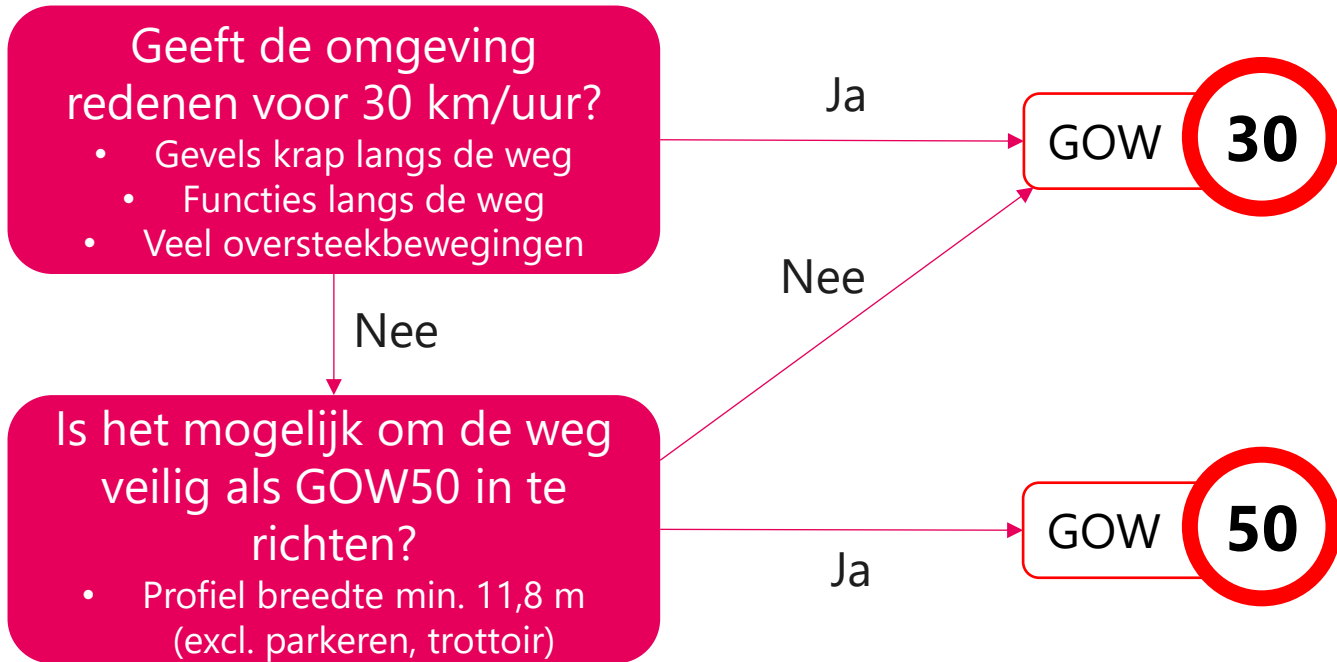 Geeft de omgeving
redenen voor 30 km/uur?
• Gevels krap langs de weg
• Functies langs de weg
• Veel oversteekbewegingen
Ja
GOW 30
Nee
Nee
Is het mogelijk om de weg
veilig als GOW50 in te
richten?
• Profiel breedte min. 11,8 m
(excl. parkeren, trottoir)
Ja
GOW 50